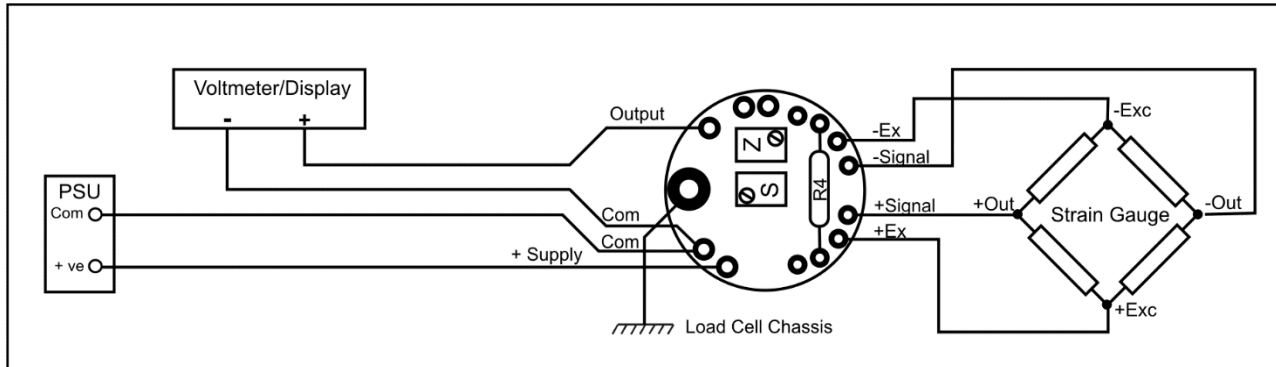 Voltmeter/Display
- +
PSU
Com
+ ve
Output
Com
Com
+ Supply
Z
S
R4
Load Cell Chassis
-Ex
-Signal
+Signal
+Ex
-Exc
+Out
Strain Gauge
-Out
+Exc